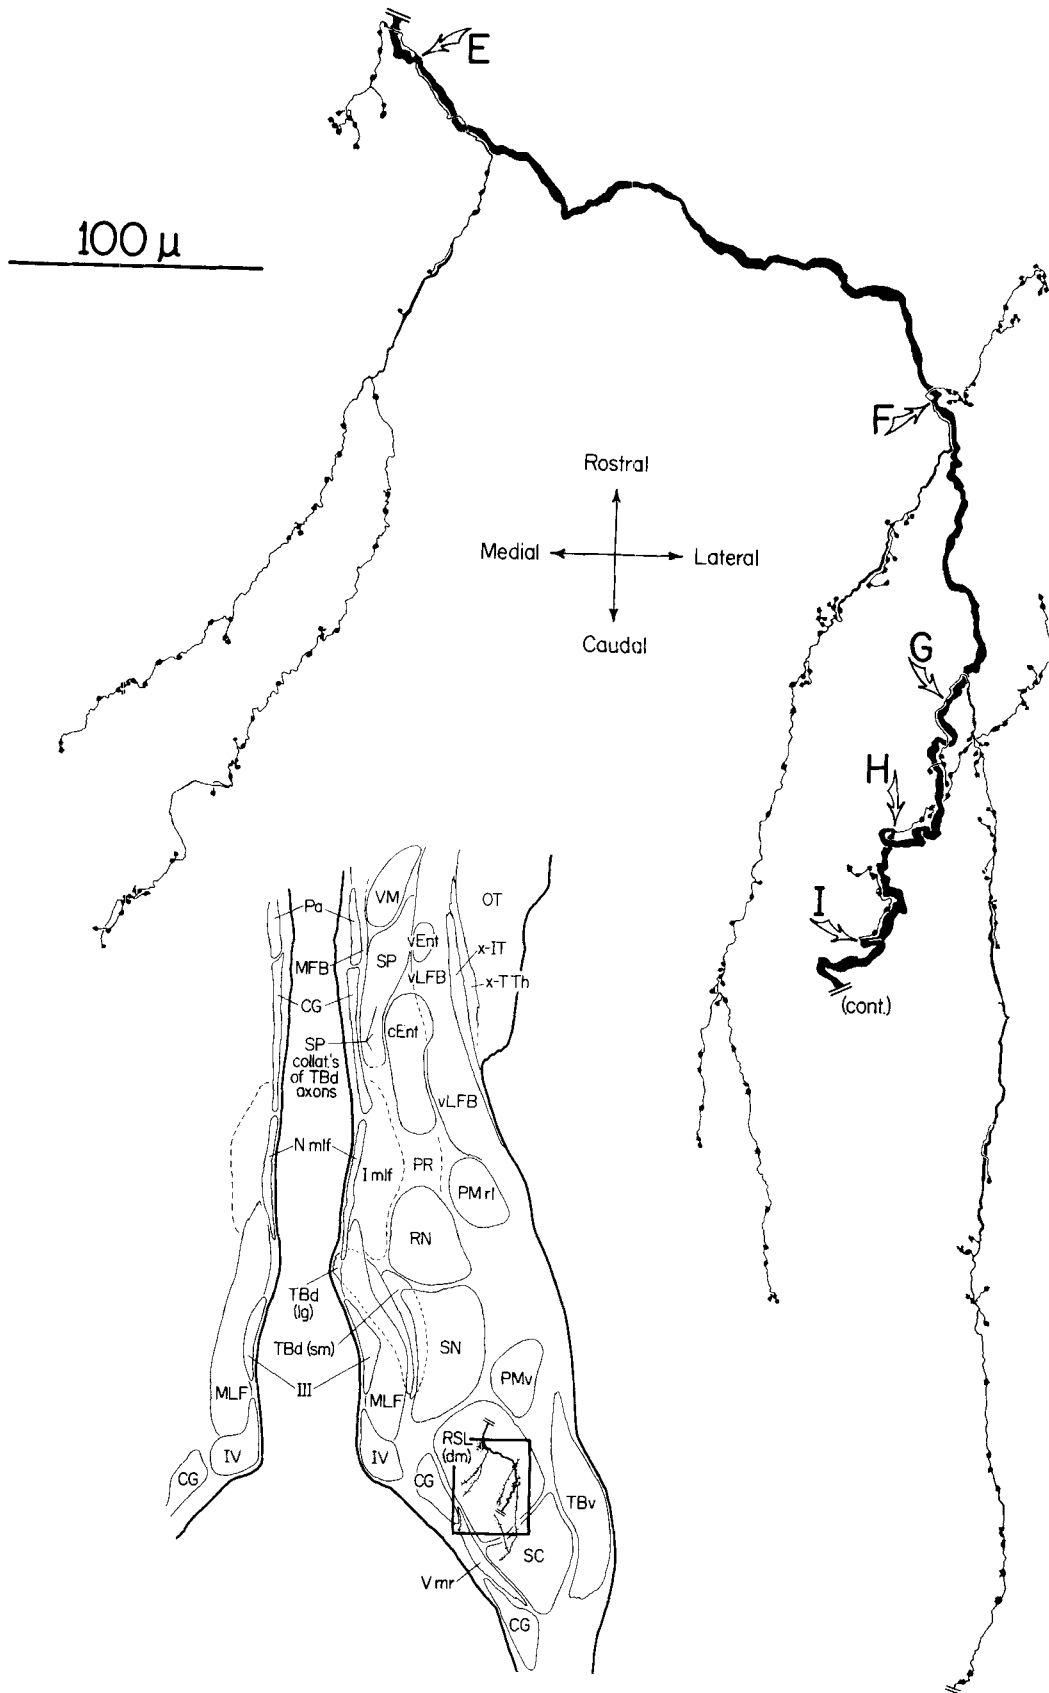 E
100 μ
F
Rostral
Medial
Lateral
Caudal
G
H
I
(cont.)
VM
OT
Pa
vEnt
x-IT
MFB
SP
vLFB
x-TTh
CG
cEnt
SP
collat's
of TBd
axons
vLFB
N mlf
I mlf
PR
PMrl
RN
TBd
(lg)
TBd (sm)
SN
III
PMv
MLF
MLF
RSL
(dm)
IV
IV
CG
CG
TBv
SC
V mr
CG